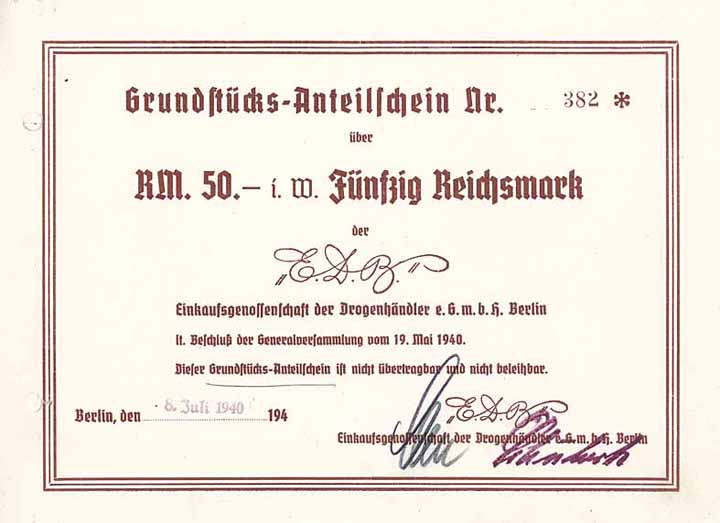 Grundstücks-Anteilschein Nr. 382 *
über
RM. 50.- i. W. Fünfzig Reichsmark
der
"E.D.B."
Einkaufsgenossenschaft der Drogenhändler e. G. m. b. H. Berlin
lt. Beschluß der Generalversammlung vom 19. Mai 1940.
Dieser Grundstücks-Anteilschein ist nicht übertragbar und nicht beleihbar.
Berlin, den 8. Juli 1940 194
"E.D.B."
Einkaufsgenossenschaft der Drogenhändler e. G. m. b. H. Berlin